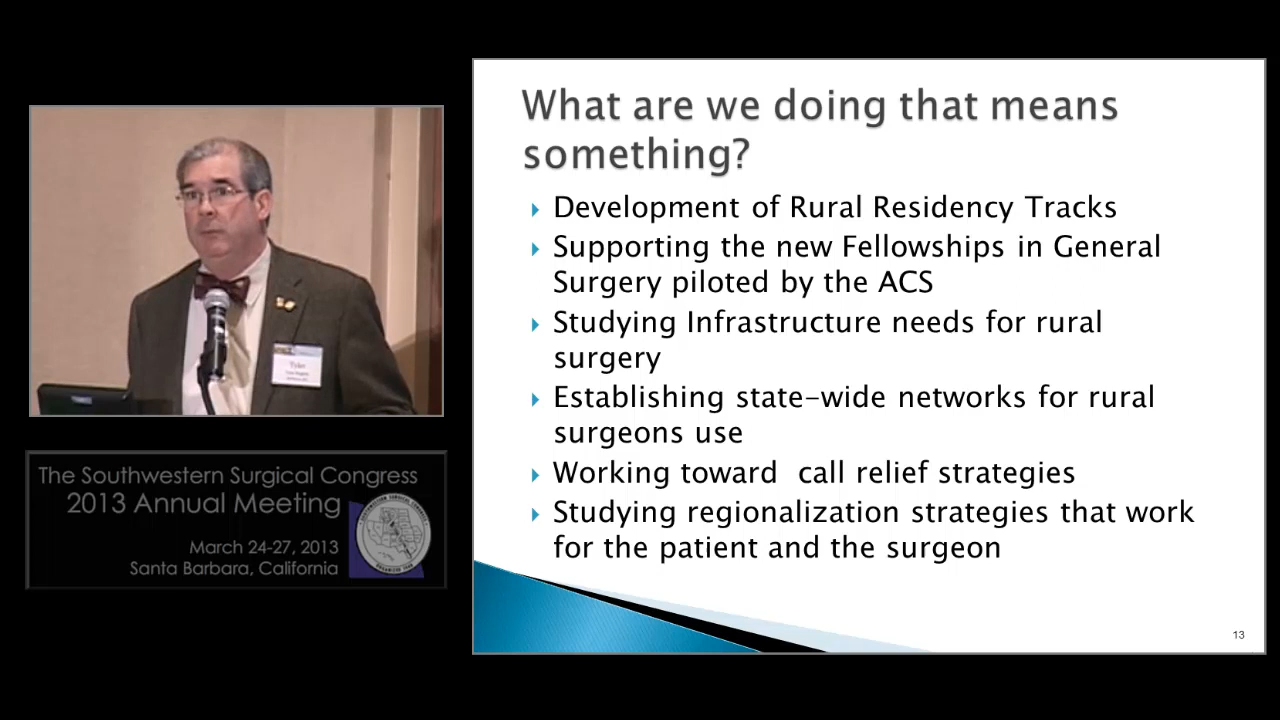 What are we doing that means
something?
Development of Rural Residency Tracks
Supporting the new Fellowships in General
Surgery piloted by the ACS
Studying Infrastructure needs for rural
surgery
Establishing state-wide networks for rural
surgeons use
Working toward  call relief strategies
Studying regionalization strategies that work
for the patient and the surgeon
13
Tyler
The Southwestern Surgical Congress
2013 Annual Meeting
March 24-27, 2013
Santa Barbara, California